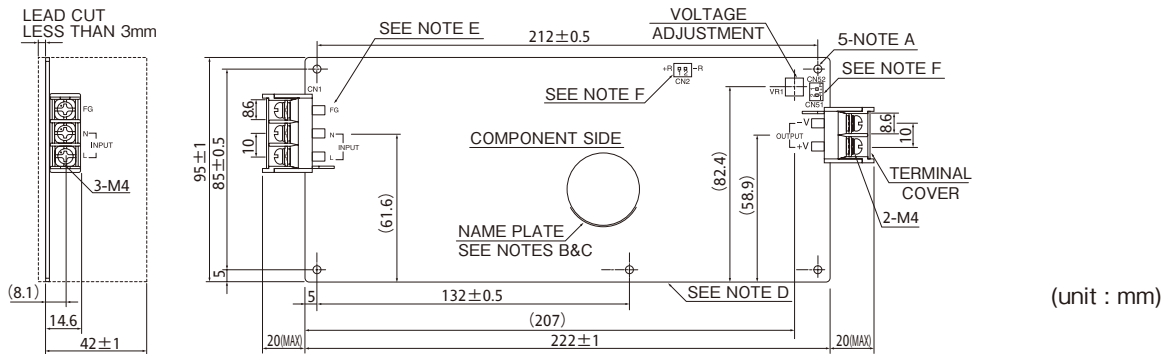 LEAD CUT
LESS THAN 3mm
FG
N
L
INPUT
3-M4
(8.1)
14.6
42±1
SEE NOTE E
212±0.5
VOLTAGE
ADJUSTMENT
5-NOTE A
SEE NOTE F
CN1
FG
N
L
INPUT
8.6
10
95±1
85±0.5
5
(61.6)
+R
-R
CN2
SEE NOTE F
VR1
CN52
CN51
COMPONENT SIDE
NAME PLATE
SEE NOTES B&C
(82.4)
(58.9)
-V
OUTPUT
+V
8.6
10
TERMINAL
COVER
2-M4
SEE NOTE D
5
132±0.5
(207)
20(MAX)
222±1
20(MAX)
(unit : mm)